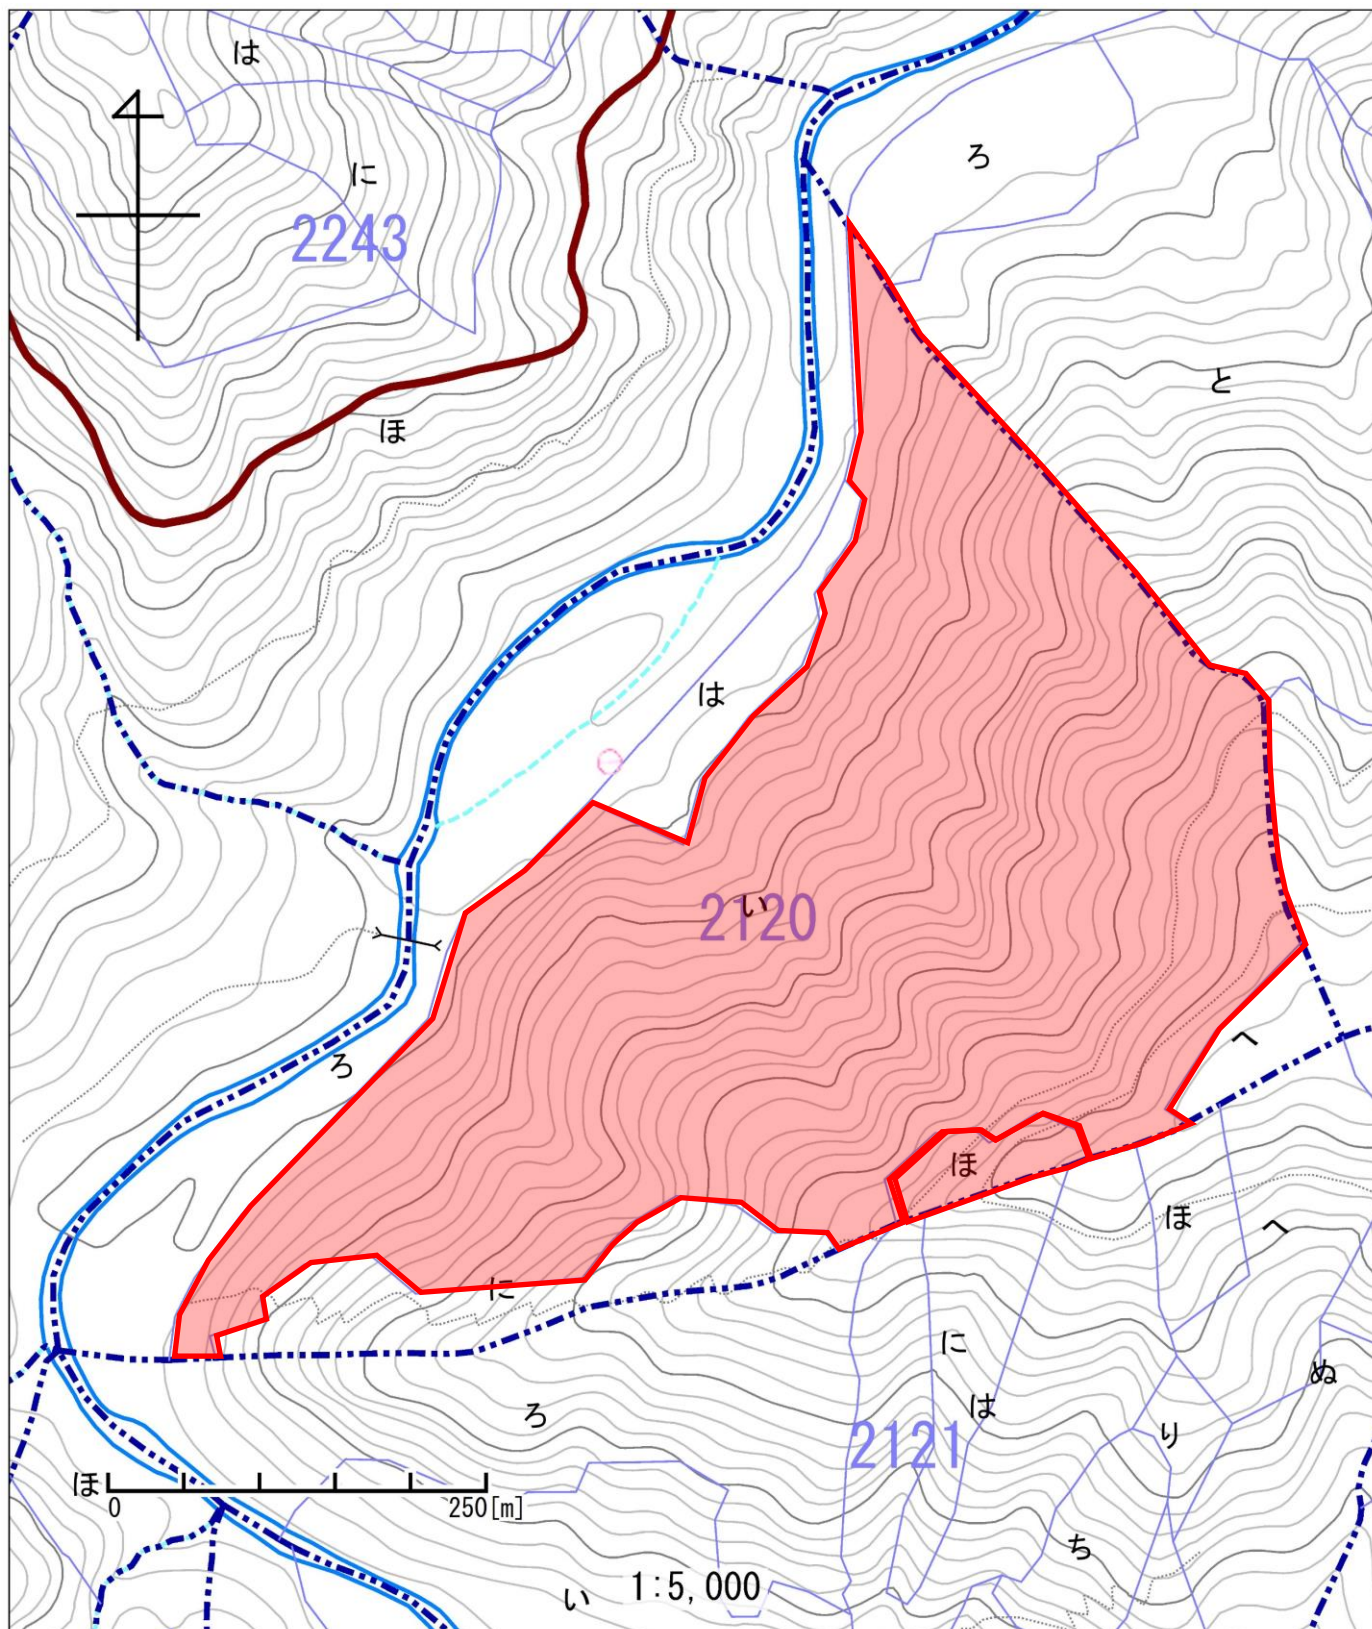 は
ろ
に
2243
と
ほ
は
い
2120
へ
ろ
ほ
ほ
へ
に
に
ぬ
は
ろ
り
2121
ほ
0 250[m]
ち
い 1:5,000